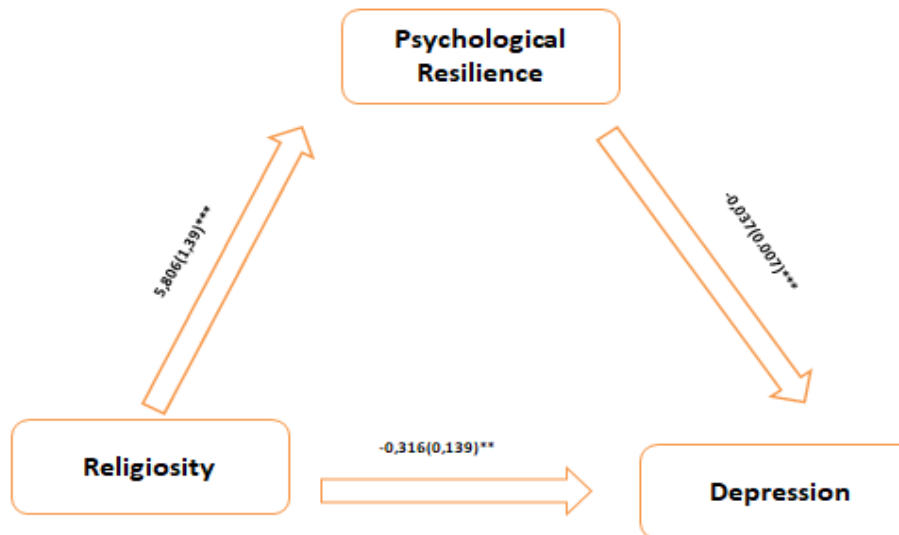 Psychological
Resilience
5,806(1,39)***
-0,037(0.007)***
Religiosity
-0,316(0,139)**
Depression